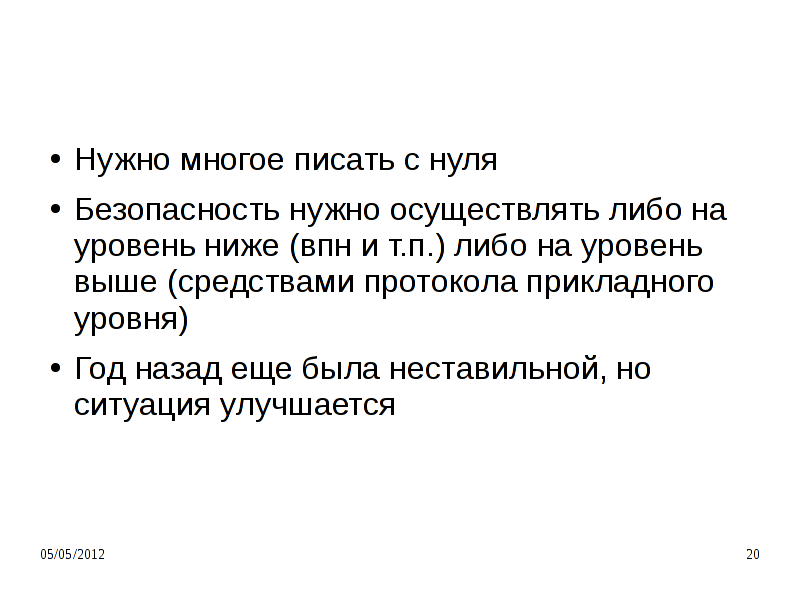 • Нужно многое писать с нуля
• Безопасность нужно осуществлять либо на
уровень ниже (впн и т.п.) либо на уровень
выше (средствами протокола прикладного
уровня)
• Год назад еще была неставильной, но
ситуация улучшается
05/05/2012 20